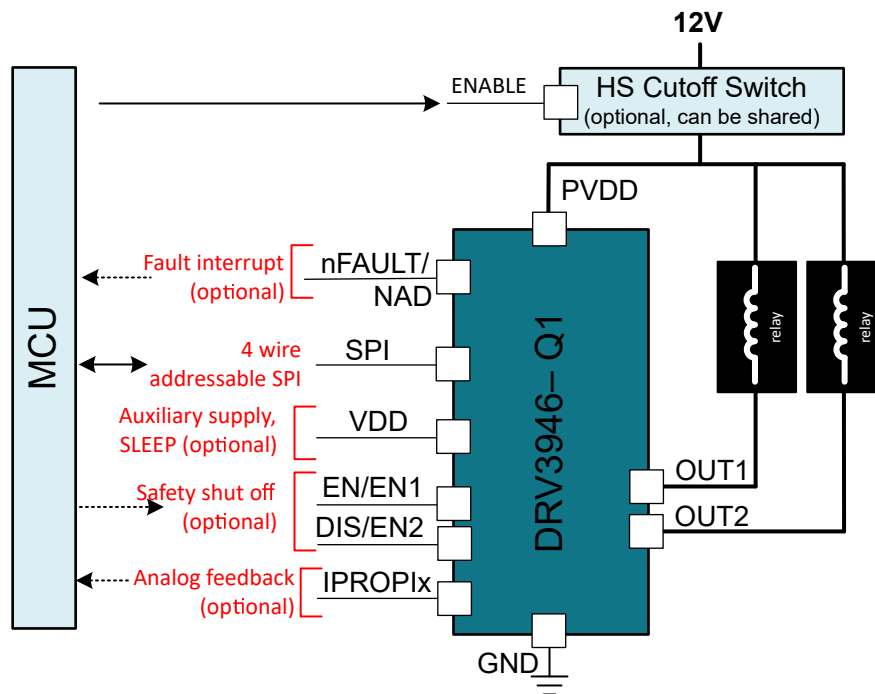 12V
ENABLE
HS Cutoff Switch
(optional, can be shared)
PVDD
MCU
Fault interrupt
(optional)
nFAULT/
NAD
4 wire
addressable SPI
SPI
Auxiliary supply,
SLEEP (optional)
VDD
Safety shut off
(optional)
EN/EN1
DIS/EN2
Analog feedback
(optional)
IPROPIx
DRV3946– Q1
relay
relay
OUT1
OUT2
GND